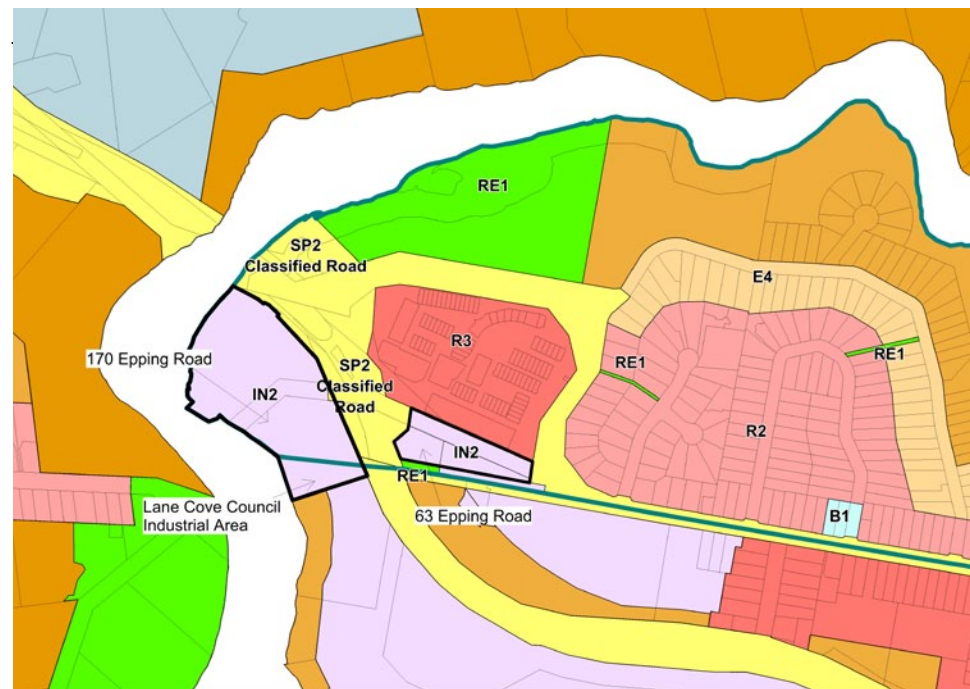 RE1
SP2
Classified Road
E4
170 Epping Road
R3
RE1
RE1
SP2
Classified
Road
IN2
R2
IN2
RE1
Lane Cove Council
Industrial Area
63 Epping Road
B1